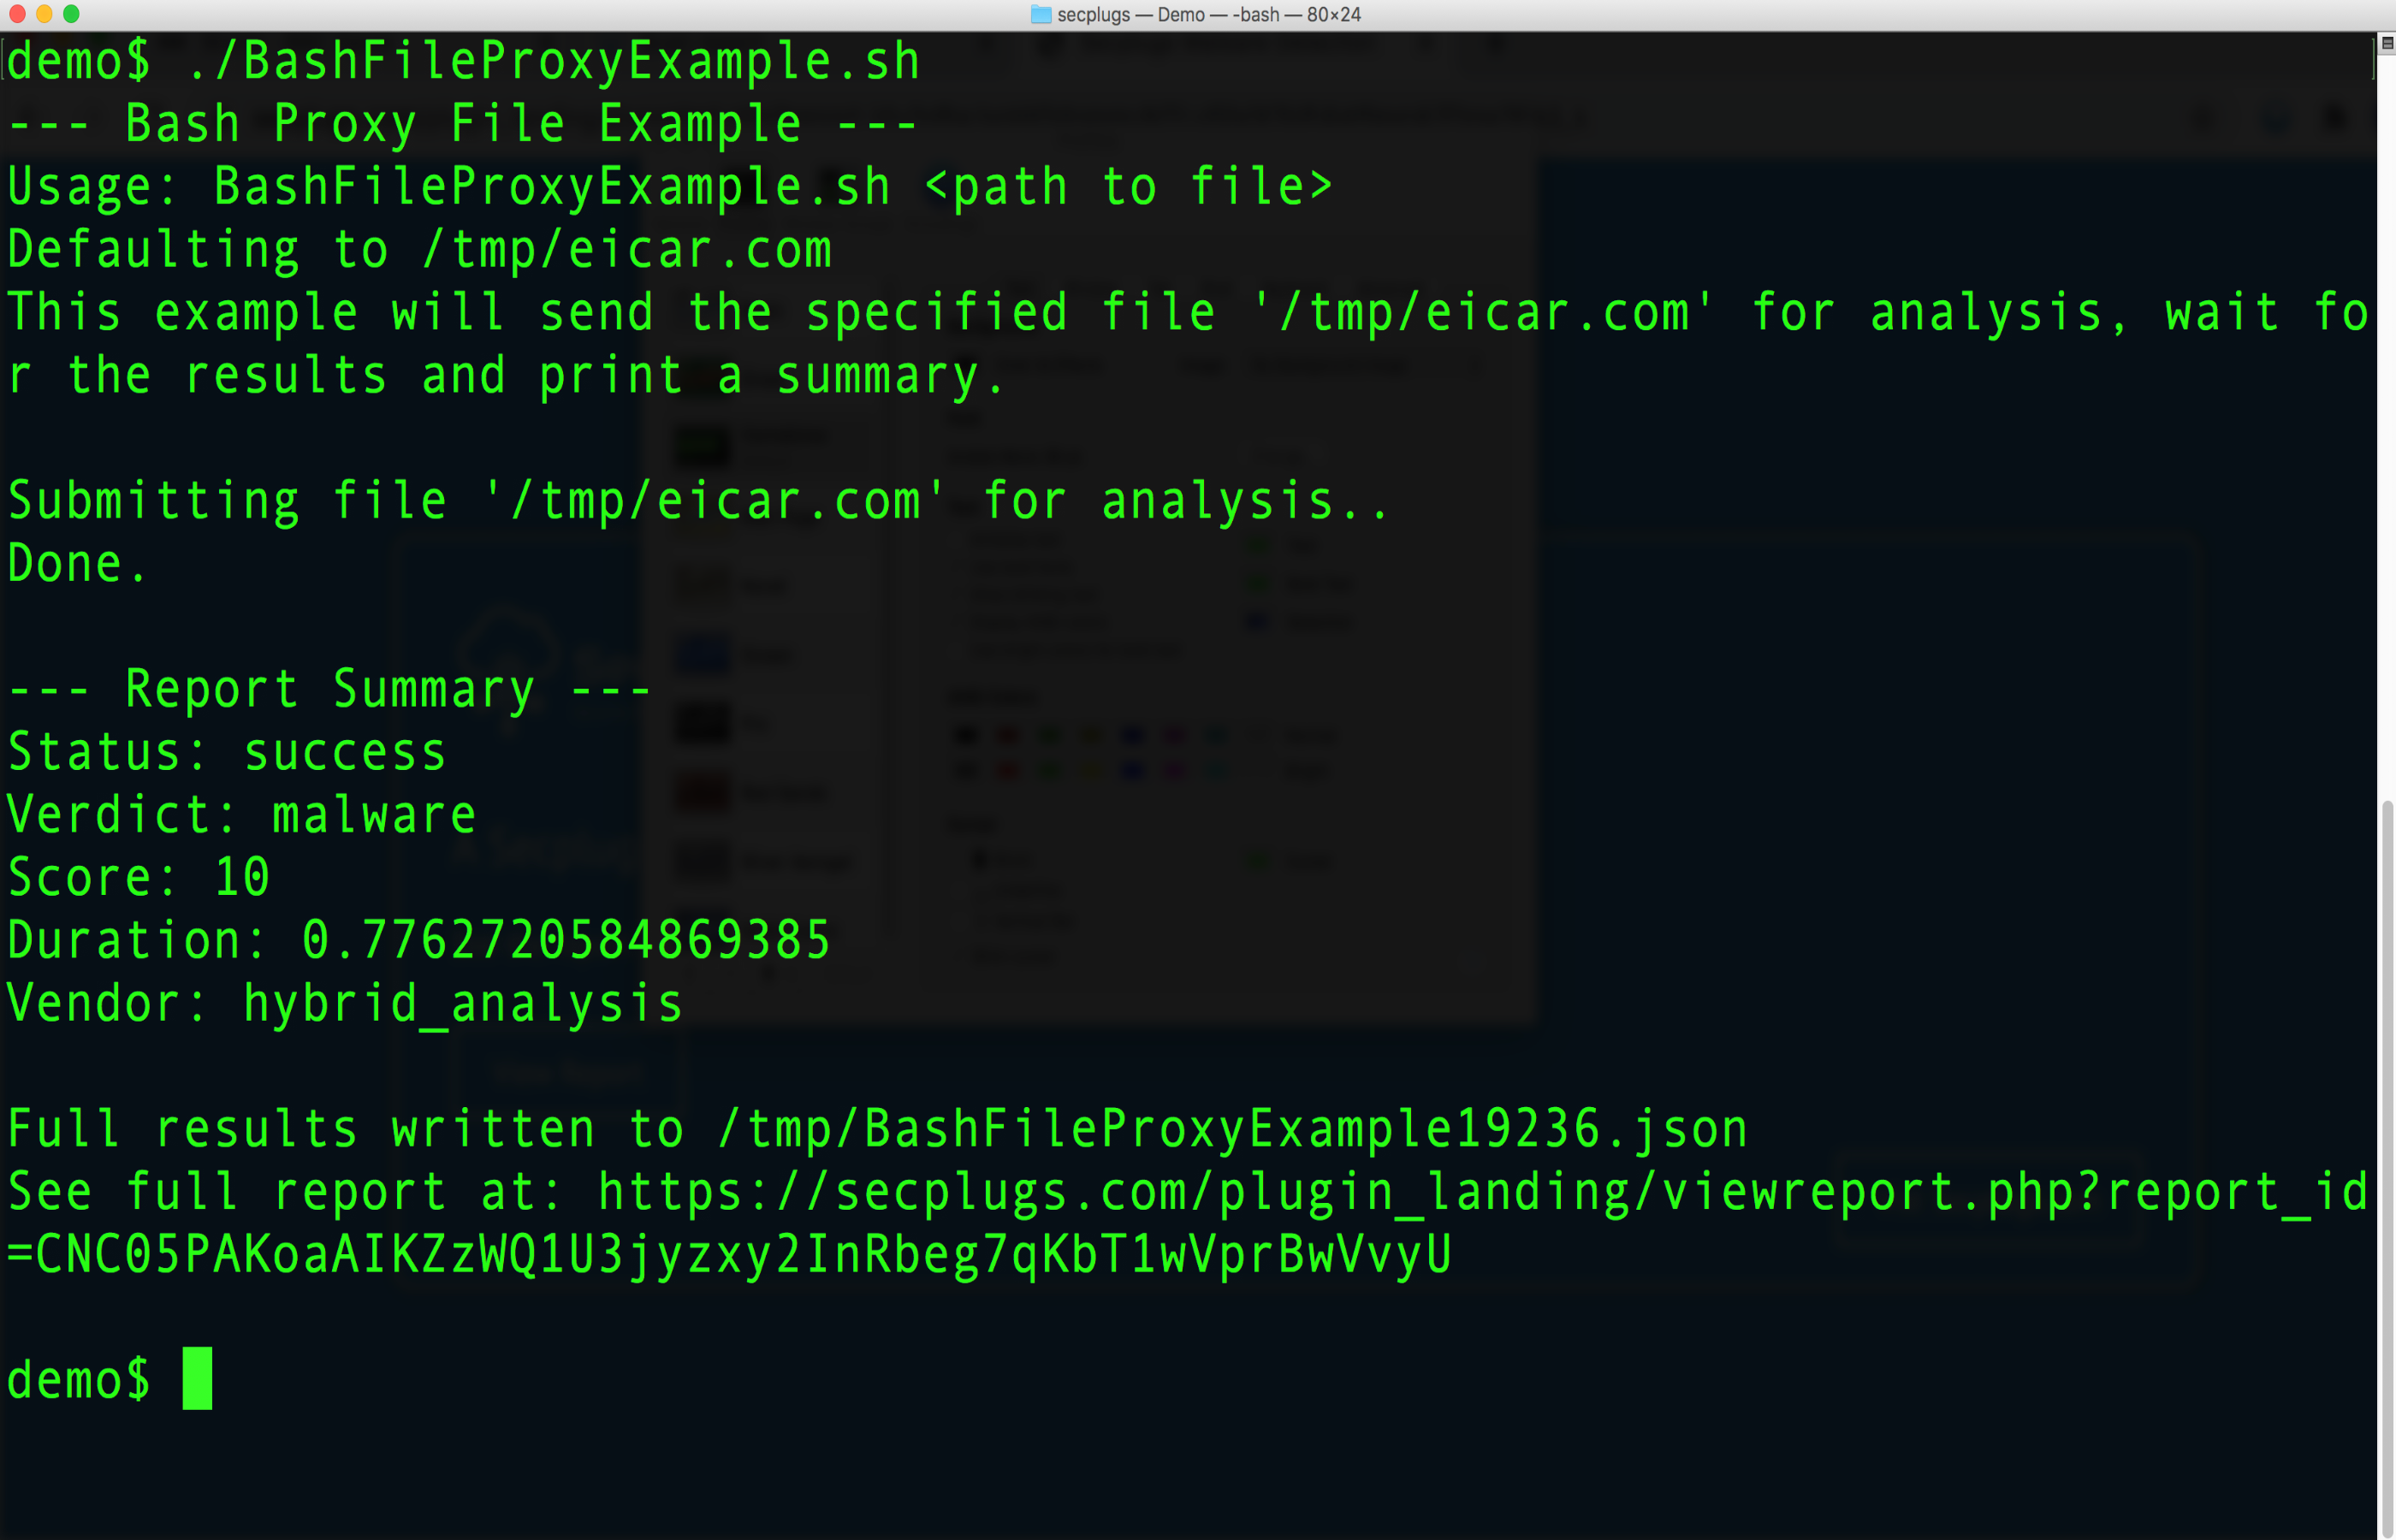 secplugs — Demo — -bash — 80×24
demo$ ./BashFileProxyExample.sh
--- Bash Proxy File Example ---
Usage: BashFileProxyExample.sh <path to file>
Defaulting to /tmp/eicar.com
This example will send the specified file '/tmp/eicar.com' for analysis, wait fo
r the results and print a summary.
Submitting file '/tmp/eicar.com' for analysis..
Done.
--- Report Summary ---
Status: success
Verdict: malware
Score: 10
Duration: 0.7762720584869385
Vendor: hybrid_analysis
Full results written to /tmp/BashFileProxyExample19236.json
See full report at: https://secplugs.com/plugin_landing/viewreport.php?report_id
=CNC05PAKoaAIKZzWQ1U3jyzxy2InRbeg7qKbT1wVprBwVvyU
demo$